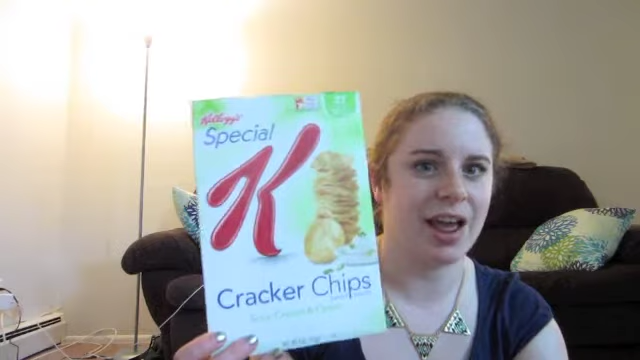 Kellogg's
Special
K
Cracker Chips
Sour Cream & Onion